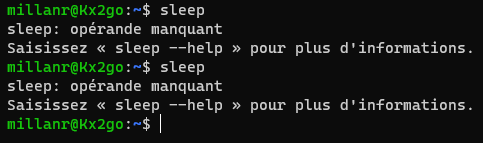 millanr@Kx2go:~$ sleep
sleep: opérande manquant
Saisissez « sleep --help » pour plus d'informations.
millanr@Kx2go:~$ sleep
sleep: opérande manquant
Saisissez « sleep --help » pour plus d'informations.
millanr@Kx2go:~$